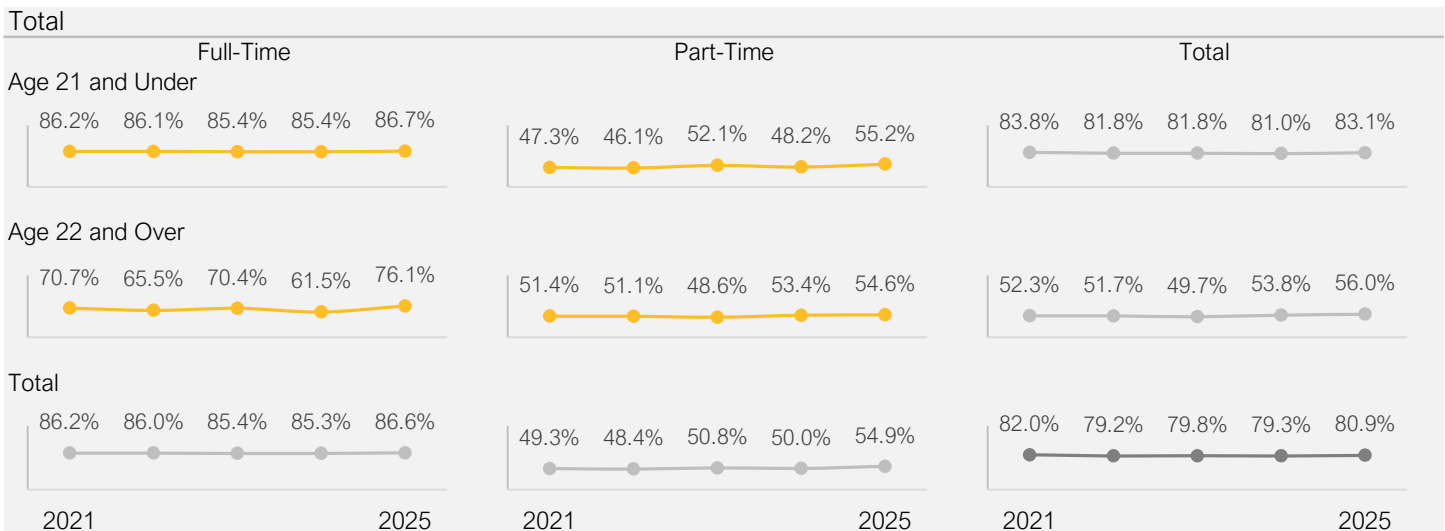 Total
Full-Time Part-Time Total
Age 21 and Under
86.2% 86.1% 85.4% 85.4% 86.7% 47.3% 46.1% 52.1% 48.2% 55.2% 83.8% 81.8% 81.8% 81.0% 83.1%
Age 22 and Over
70.7% 65.5% 70.4% 61.5% 76.1% 51.4% 51.1% 48.6% 53.4% 54.6% 52.3% 51.7% 49.7% 53.8% 56.0%
Total
86.2% 86.0% 85.4% 85.3% 86.6% 49.3% 48.4% 50.8% 50.0% 54.9% 82.0% 79.2% 79.8% 79.3% 80.9%
2021 2025 2021 2025 2021 2025